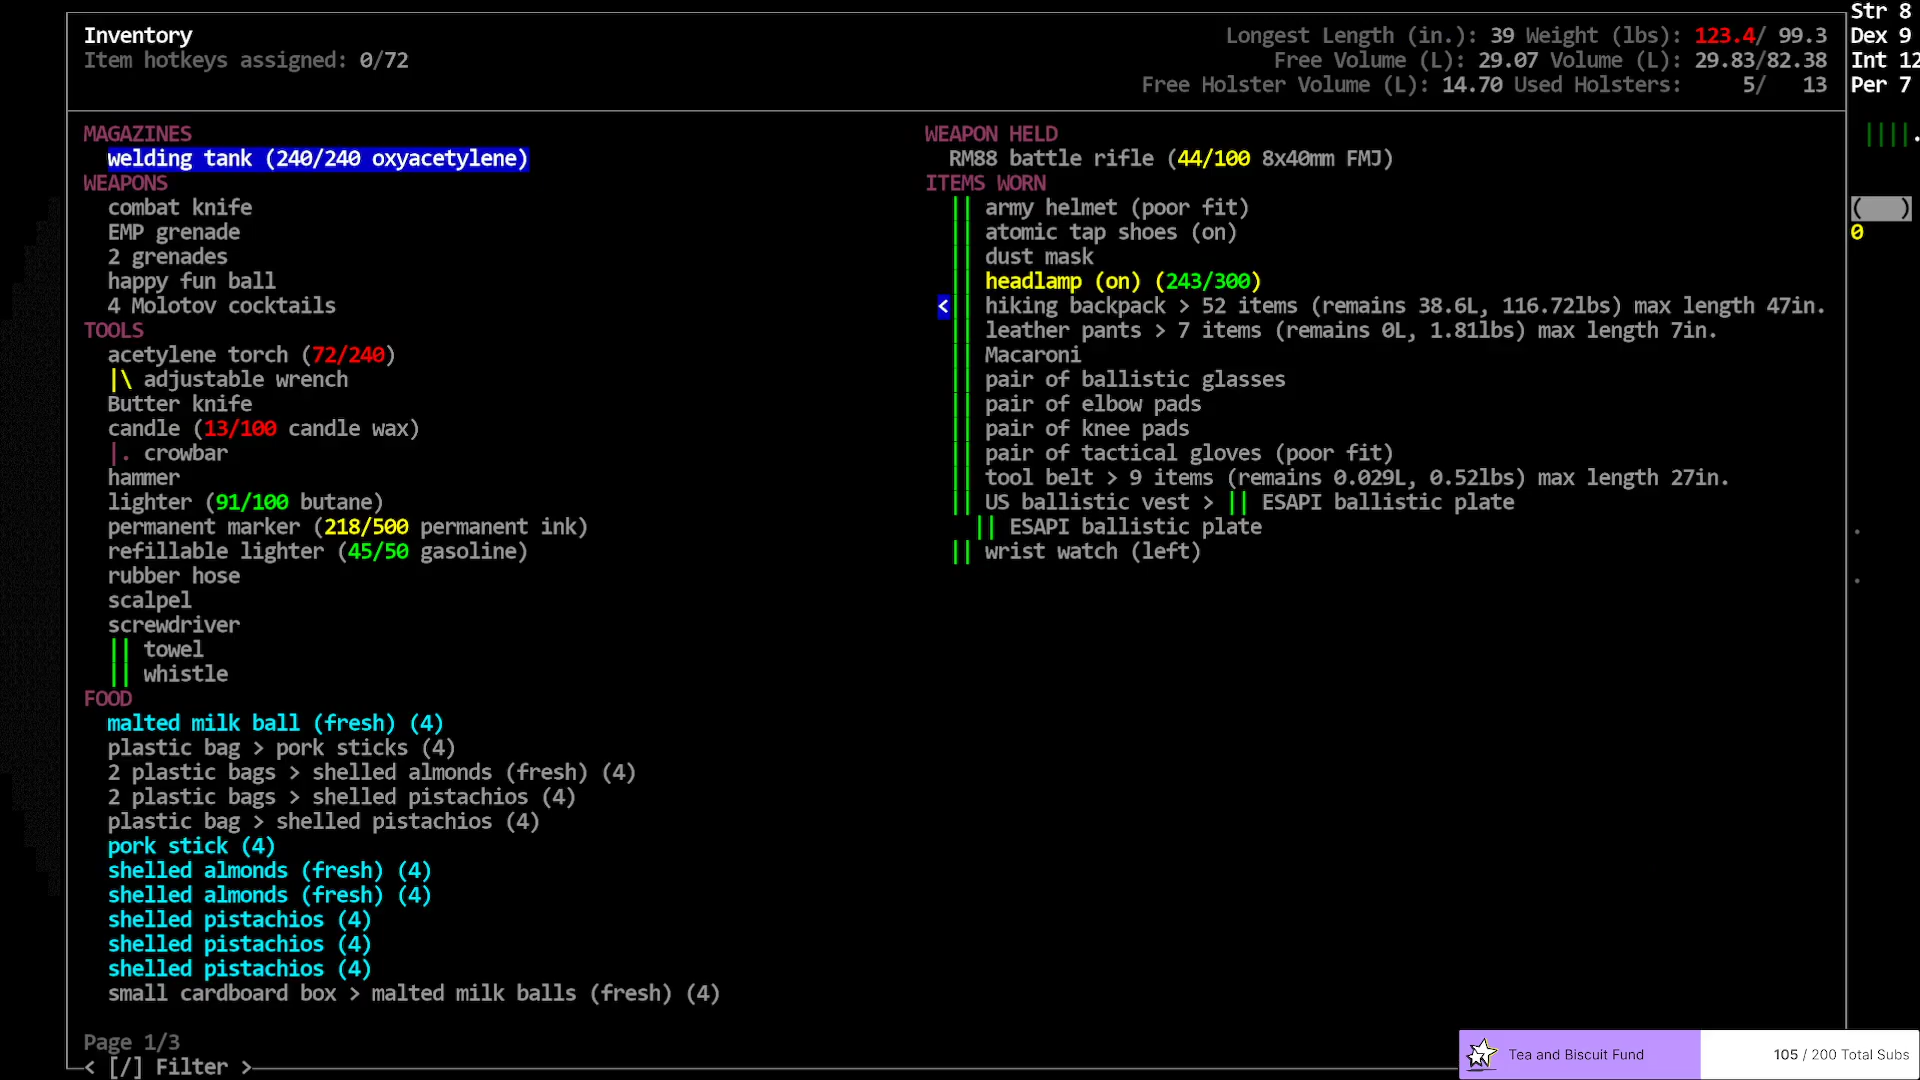 Inventory
Item hotkeys assigned: 0/72
Longest Length (in.): 39 Weight (lbs): 123.4/ 99.3
Free Volume (L): 29.07 Volume (L): 29.83/82.38
Free Holster Volume (L): 14.70 Used Holsters: 5/ 13
Str 8
Dex 9
Int 12
Per 7
||||.
( )
0
MAGAZINES
welding tank (240/240 oxyacetylene)
WEAPONS
combat knife
EMP grenade
2 grenades
happy fun ball
4 Molotov cocktails
TOOLS
acetylene torch (72/240)
|\ adjustable wrench
Butter knife
candle (13/100 candle wax)
|. crowbar
hammer
lighter (91/100 butane)
permanent marker (218/500 permanent ink)
refillable lighter (45/50 gasoline)
rubber hose
scalpel
screwdriver
|| towel
|| whistle
FOOD
malted milk ball (fresh) (4)
plastic bag > pork sticks (4)
2 plastic bags > shelled almonds (fresh) (4)
2 plastic bags > shelled pistachios (4)
plastic bag > shelled pistachios (4)
pork stick (4)
shelled almonds (fresh) (4)
shelled almonds (fresh) (4)
shelled pistachios (4)
shelled pistachios (4)
shelled pistachios (4)
small cardboard box > malted milk balls (fresh) (4)
WEAPON HELD
RM88 battle rifle (44/100 8x40mm FMJ)
ITEMS WORN
|| army helmet (poor fit)
|| atomic tap shoes (on)
|| dust mask
|| headlamp (on) (243/300)
< || hiking backpack > 52 items (remains 38.6L, 116.72lbs) max length 47in.
|| leather pants > 7 items (remains 0L, 1.81lbs) max length 7in.
|| Macaroni
|| pair of ballistic glasses
|| pair of elbow pads
|| pair of knee pads
|| pair of tactical gloves (poor fit)
|| tool belt > 9 items (remains 0.029L, 0.52lbs) max length 27in.
|| US ballistic vest > || ESAPI ballistic plate
|| ESAPI ballistic plate
|| wrist watch (left)
Page 1/3
< [/] Filter >
Tea and Biscuit Fund
105 / 200 Total Subs